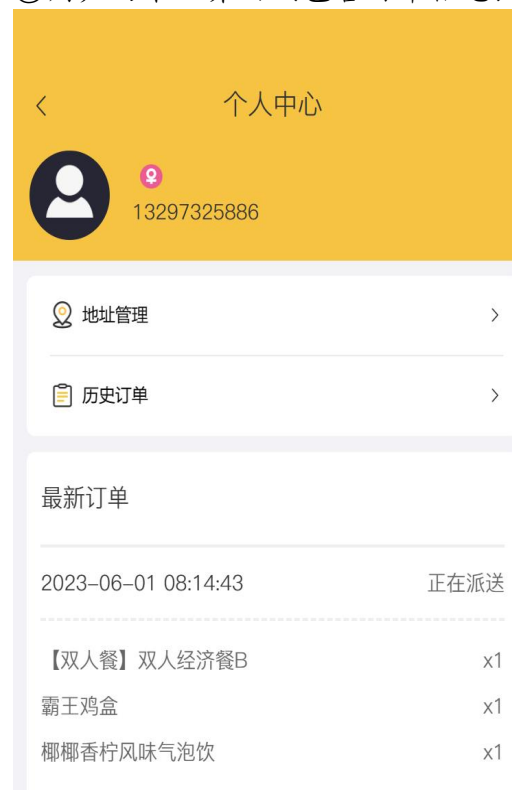 个人中心
13297325886
地址管理
历史订单
最新订单
2023-06-01 08:14:43 正在派送
【双人餐】双人经济餐B x1
霸王鸡盒 x1
椰椰香柠风味气泡饮 x1